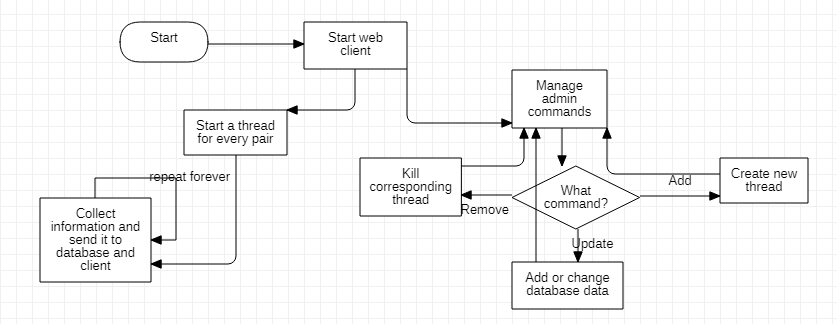 Start
Start web
client
Manage
admin
commands
Start a thread
for every pair
Kill
corresponding
thread
What
command?
Create new
thread
Add
Remove
Update
repeat forever
Collect
information and
send it to
database and
client
Add or change
database data